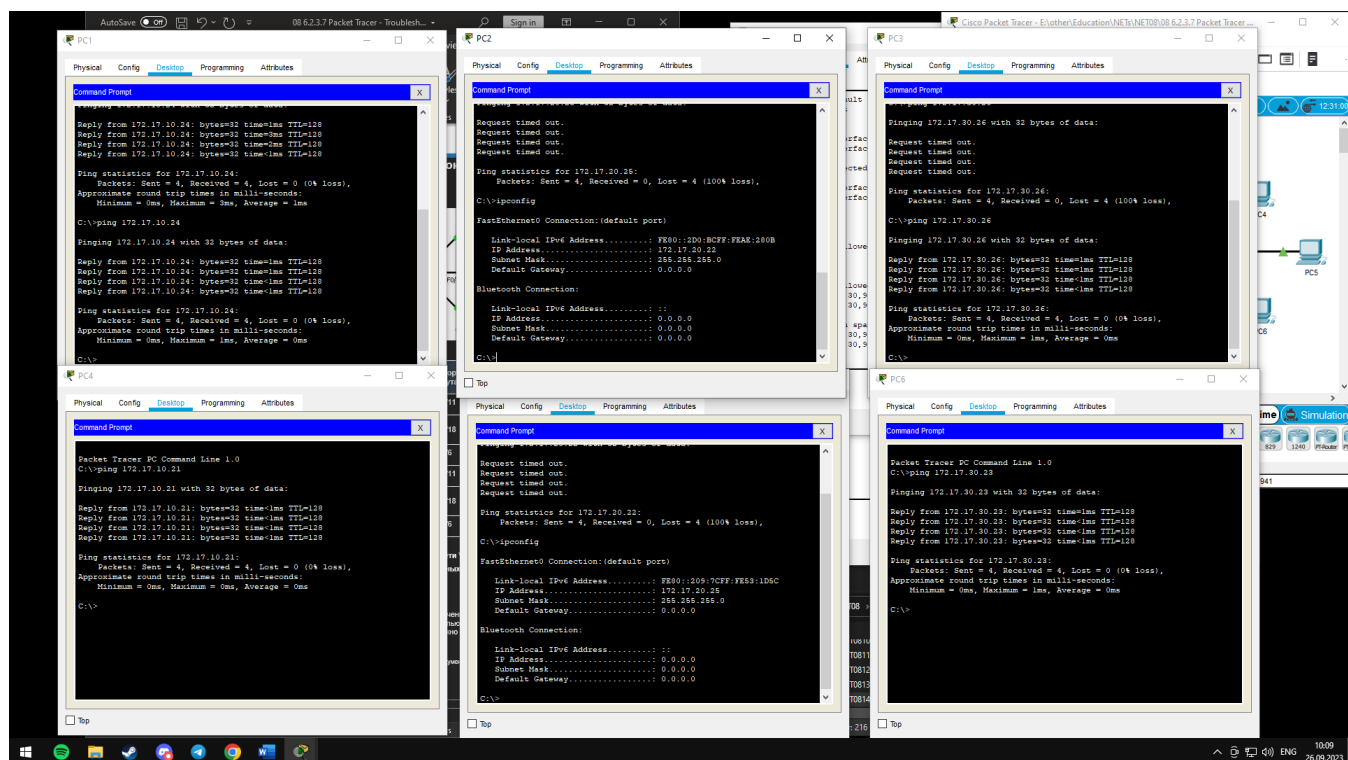 AutoSave
Off
08 6.2.3.7 Packet Tracer - Troublesh...
Sign in
Cisco Packet Tracer - E:\other\Education\NETs\NET08\08 6.2.3.7 Packet Tracer ...
PC1
Physical Config Desktop Programming Attributes
Command Prompt
X
Reply from 172.17.10.24: bytes=32 time=1ms TTL=128
Reply from 172.17.10.24: bytes=32 time=3ms TTL=128
Reply from 172.17.10.24: bytes=32 time=2ms TTL=128
Reply from 172.17.10.24: bytes=32 time<1ms TTL=128
Ping statistics for 172.17.10.24:
Packets: Sent = 4, Received = 4, Lost = 0 (0% loss),
Approximate round trip times in milli-seconds:
Minimum = 0ms, Maximum = 3ms, Average = 1ms
C:\>ping 172.17.10.24
Pinging 172.17.10.24 with 32 bytes of data:
Reply from 172.17.10.24: bytes=32 time=1ms TTL=128
Reply from 172.17.10.24: bytes=32 time<1ms TTL=128
Reply from 172.17.10.24: bytes=32 time<1ms TTL=128
Reply from 172.17.10.24: bytes=32 time<1ms TTL=128
Ping statistics for 172.17.10.24:
Packets: Sent = 4, Received = 4, Lost = 0 (0% loss),
Approximate round trip times in milli-seconds:
Minimum = 0ms, Maximum = 1ms, Average = 0ms
C:\>
PC2
Physical Config Desktop Programming Attributes
Command Prompt
X
Request timed out.
Request timed out.
Request timed out.
Request timed out.
Ping statistics for 172.17.20.25:
Packets: Sent = 4, Received = 0, Lost = 4 (100% loss),
C:\>ipconfig
FastEthernet0 Connection:(default port)
Link-local IPv6 Address.........: FE80::2D0:BCFF:FEAE:280B
IP Address......................: 172.17.20.22
Subnet Mask.....................: 255.255.255.0
Default Gateway.................: 0.0.0.0
Bluetooth Connection:
Link-local IPv6 Address.........: ::
IP Address......................: 0.0.0.0
Subnet Mask.....................: 0.0.0.0
Default Gateway.................: 0.0.0.0
C:\>
Top
PC3
Physical Config Desktop Programming Attributes
Command Prompt
X
Pinging 172.17.30.26 with 32 bytes of data:
Request timed out.
Request timed out.
Request timed out.
Request timed out.
Ping statistics for 172.17.30.26:
Packets: Sent = 4, Received = 0, Lost = 4 (100% loss),
C:\>ping 172.17.30.26
Pinging 172.17.30.26 with 32 bytes of data:
Reply from 172.17.30.26: bytes=32 time=1ms TTL=128
Reply from 172.17.30.26: bytes=32 time<1ms TTL=128
Reply from 172.17.30.26: bytes=32 time<1ms TTL=128
Reply from 172.17.30.26: bytes=32 time<1ms TTL=128
Ping statistics for 172.17.30.26:
Packets: Sent = 4, Received = 4, Lost = 0 (0% loss),
Approximate round trip times in milli-seconds:
Minimum = 0ms, Maximum = 1ms, Average = 0ms
C:\>
12:31:00
PC5
PC4
Physical Config Desktop Programming Attributes
Command Prompt
X
Packet Tracer PC Command Line 1.0
C:\>ping 172.17.10.21
Pinging 172.17.10.21 with 32 bytes of data:
Reply from 172.17.10.21: bytes=32 time<1ms TTL=128
Reply from 172.17.10.21: bytes=32 time<1ms TTL=128
Reply from 172.17.10.21: bytes=32 time<1ms TTL=128
Reply from 172.17.10.21: bytes=32 time<1ms TTL=128
Ping statistics for 172.17.10.21:
Packets: Sent = 4, Received = 4, Lost = 0 (0% loss),
Approximate round trip times in milli-seconds:
Minimum = 0ms, Maximum = 0ms, Average = 0ms
C:\>
Top
Physical Config Desktop Programming Attributes
Command Prompt
X
Request timed out.
Request timed out.
Request timed out.
Request timed out.
Ping statistics for 172.17.20.22:
Packets: Sent = 4, Received = 0, Lost = 4 (100% loss),
C:\>ipconfig
FastEthernet0 Connection:(default port)
Link-local IPv6 Address.........: FE80::209:7CFF:FE53:1D5C
IP Address......................: 172.17.20.25
Subnet Mask.....................: 255.255.255.0
Default Gateway.................: 0.0.0.0
Bluetooth Connection:
Link-local IPv6 Address.........: ::
IP Address......................: 0.0.0.0
Subnet Mask.....................: 0.0.0.0
Default Gateway.................: 0.0.0.0
C:\>
Top
PC6
Physical Config Desktop Programming Attributes
Command Prompt
X
Packet Tracer PC Command Line 1.0
C:\>ping 172.17.30.23
Pinging 172.17.30.23 with 32 bytes of data:
Reply from 172.17.30.23: bytes=32 time=1ms TTL=128
Reply from 172.17.30.23: bytes=32 time<1ms TTL=128
Reply from 172.17.30.23: bytes=32 time<1ms TTL=128
Reply from 172.17.30.23: bytes=32 time<1ms TTL=128
Ping statistics for 172.17.30.23:
Packets: Sent = 4, Received = 4, Lost = 0 (0% loss),
Approximate round trip times in milli-seconds:
Minimum = 0ms, Maximum = 1ms, Average = 0ms
C:\>
Top
Simulation
829 1240
941
ENG
10:09
26.09.2023